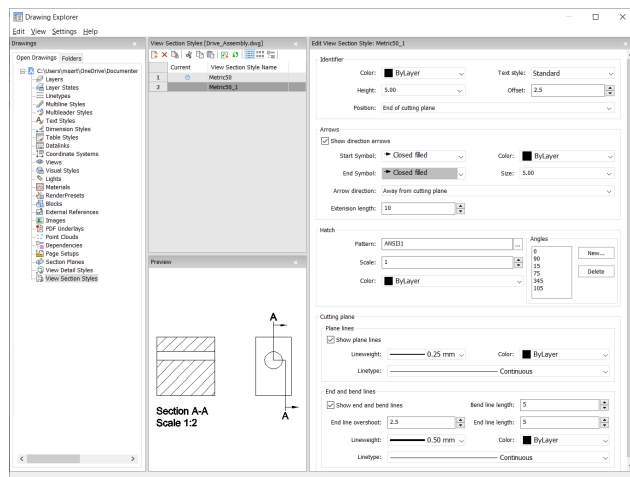 Drawing Explorer
Edit View Settings Help
Drawings
Open Drawings Folders
C:\Users\mzart\OneDrive\Documenter
Layers
Layer States
Linetypes
Multiline Styles
Multileader Styles
Text Styles
Dimension Styles
Table Styles
Datalinks
Coordinate Systems
Views
Visual Styles
Lights
Materials
RenderPresets
Blocks
External References
Images
PDF Underlays
Point Clouds
Dependencies
Page Setups
Section Planes
View Detail Styles
View Section Styles
View Section Styles [Drive_Assembly.dwg]
Current View Section Style Name
1 Metric50
2 Metric50_1
Preview
A
A
Section A-A
Scale 1:2
Edit View Section Style: Metric50_1
Identifier
Color: ByLayer Text style: Standard
Height: 5.00 Offset: 2.5
Position: End of cutting plane
Arrows
Show direction arrows
Start Symbol: Closed filled Color: ByLayer
End Symbol: Closed filled Size: 5.00
Arrow direction: Away from cutting plane
Extension length: 10
Hatch
Pattern: ANSI31 ...
Scale: 1
Color: ByLayer
Angles
0
90
15
75
345
105
New...
Delete
Cutting plane
Plane lines
Show plane lines
Lineweight: 0.25 mm Color: ByLayer
Linetype: Continuous
End and bend lines
Show end and bend lines Bend line length: 5
End line overshoot: 2.5 End line length: 5
Lineweight: 0.50 mm Color: ByLayer
Linetype: Continuous